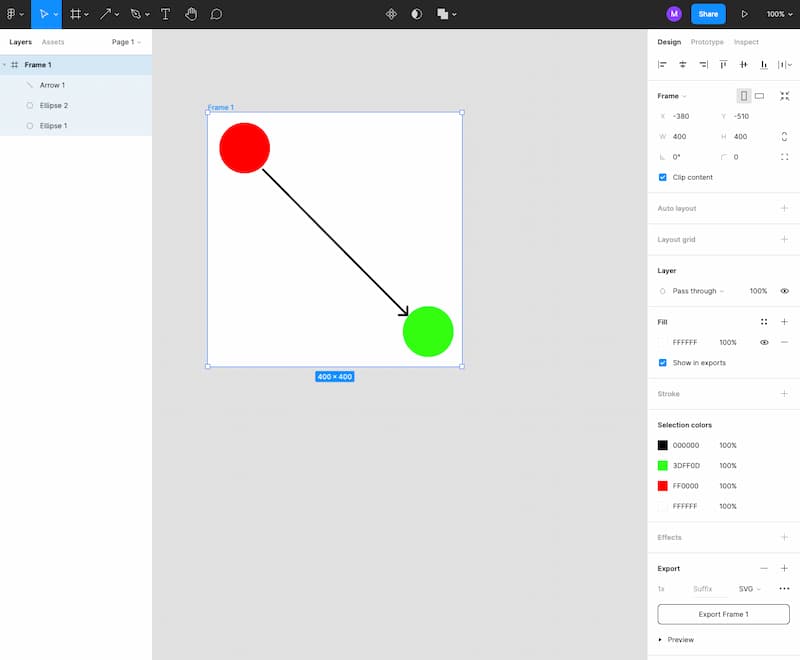 M
Share
100%
Layers
Assets
Page 1
Frame 1
Arrow 1
Ellipse 2
Ellipse 1
Frame 1
400 × 400
Design
Prototype
Inspect
Frame
X -380
Y -510
W 400
H 400
0°
0
Clip content
Auto layout
Layout grid
Layer
Pass through
100%
Fill
FFFFFF 100%
Show in exports
Stroke
Selection colors
000000 100%
3DFF0D 100%
FF0000 100%
FFFFFF 100%
Effects
Export
1x Suffix SVG
Export Frame 1
Preview